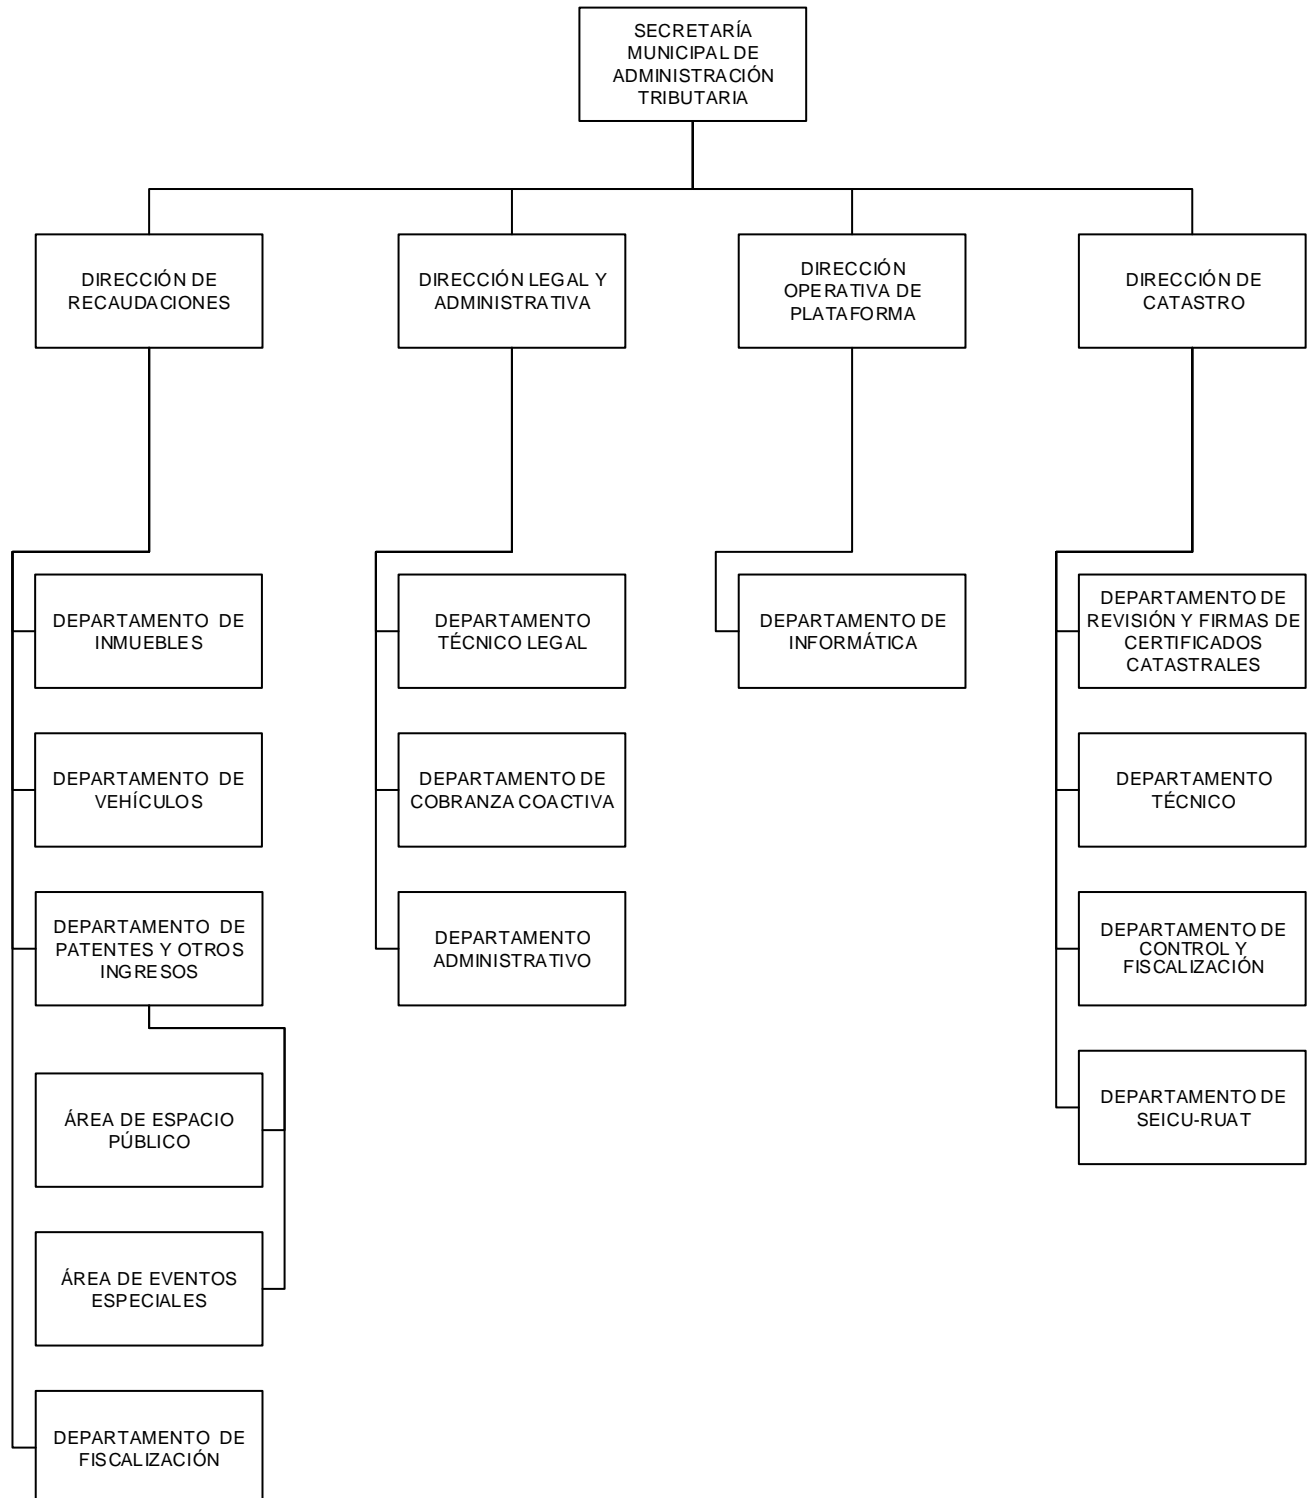 SECRETARÍA
MUNICIPAL DE
ADMINISTRACIÓN
TRIBUTARIA
DIRECCIÓN DE
RECAUDACIONES
DIRECCIÓN LEGAL Y
ADMINISTRATIVA
DIRECCIÓN
OPERATIVA DE
PLATAFORMA
DIRECCIÓN DE
CATASTRO
DEPARTAMENTO DE
INMUEBLES
DEPARTAMENTO DE
VEHÍCULOS
DEPARTAMENTO DE
PATENTES Y OTROS
INGRESOS
ÁREA DE ESPACIO
PÚBLICO
ÁREA DE EVENTOS
ESPECIALES
DEPARTAMENTO DE
FISCALIZACIÓN
DEPARTAMENTO
TÉCNICO LEGAL
DEPARTAMENTO DE
COBRANZA COACTIVA
DEPARTAMENTO
ADMINISTRATIVO
DEPARTAMENTO DE
INFORMÁTICA
DEPARTAMENTO DE
REVISIÓN Y FIRMAS DE
CERTIFICADOS
CATASTRALES
DEPARTAMENTO
TÉCNICO
DEPARTAMENTO DE
CONTROL Y
FISCALIZACIÓN
DEPARTAMENTO DE
SEICU-RUAT